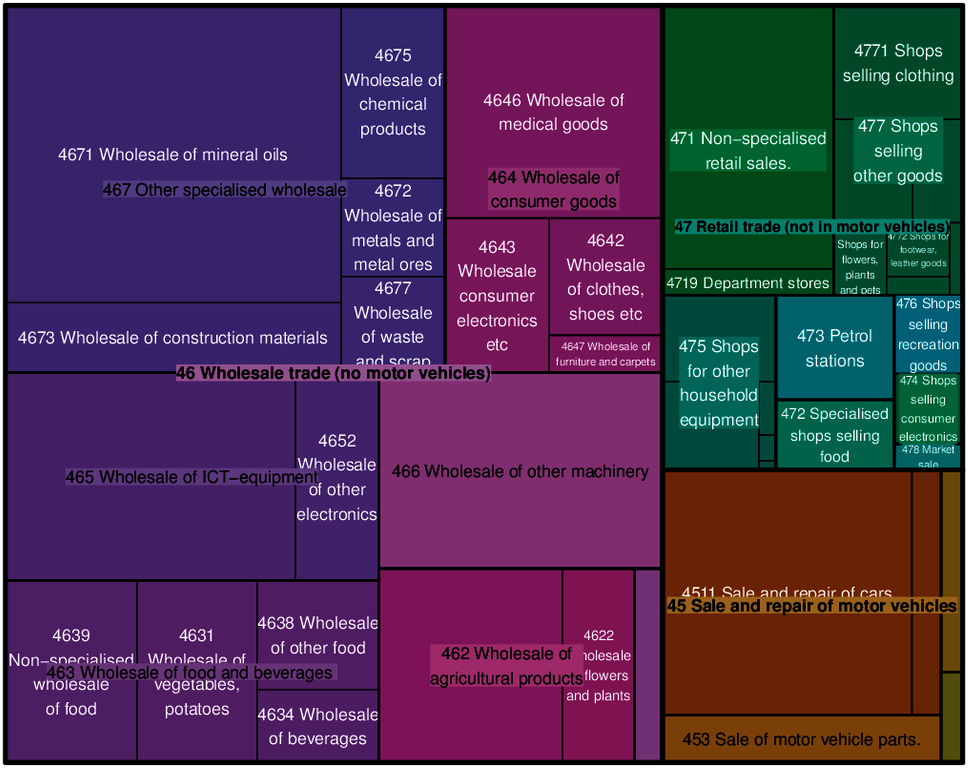 4671 Wholesale of mineral oils
467 Other specialised wholesale
4673 Wholesale of construction materials
4675
Wholesale of
chemical
products
4672
Wholesale of
metals and
metal ores
4677
Wholesale
of waste
and scrap
4646 Wholesale of
medical goods
464 Wholesale of
consumer goods
4643
Wholesale
consumer
electronics
etc
4642
Wholesale
of clothes,
shoes etc
4647 Wholesale of
furniture and carpets
46 Wholesale trade (no motor vehicles)
465 Wholesale of ICT−equipment
4652
Wholesale
of other
electronics
466 Wholesale of other machinery
4639
Non−specialised
wholesale
of food
4631
Wholesale of
vegetables,
potatoes
463 Wholesale of food and beverages
4638 Wholesale
of other food
4634 Wholesale
of beverages
462 Wholesale of
agricultural products
4622
flowers
and plants
471 Non−specialised
retail sales.
4719 Department stores
4771 Shops
selling clothing
477 Shops
selling
other goods
47 Retail trade (not in motor vehicles)
Shops for
flowers,
plants
and pets
4772 Shops for
footwear,
leather goods
475 Shops
for other
household
equipment
473 Petrol
stations
472 Specialised
shops selling
food
476 Shops
selling
recreation
goods
474 Shops
selling
consumer
electronics
478 Market
sale
4511 Sale and repair of cars
45 Sale and repair of motor vehicles
453 Sale of motor vehicle parts.